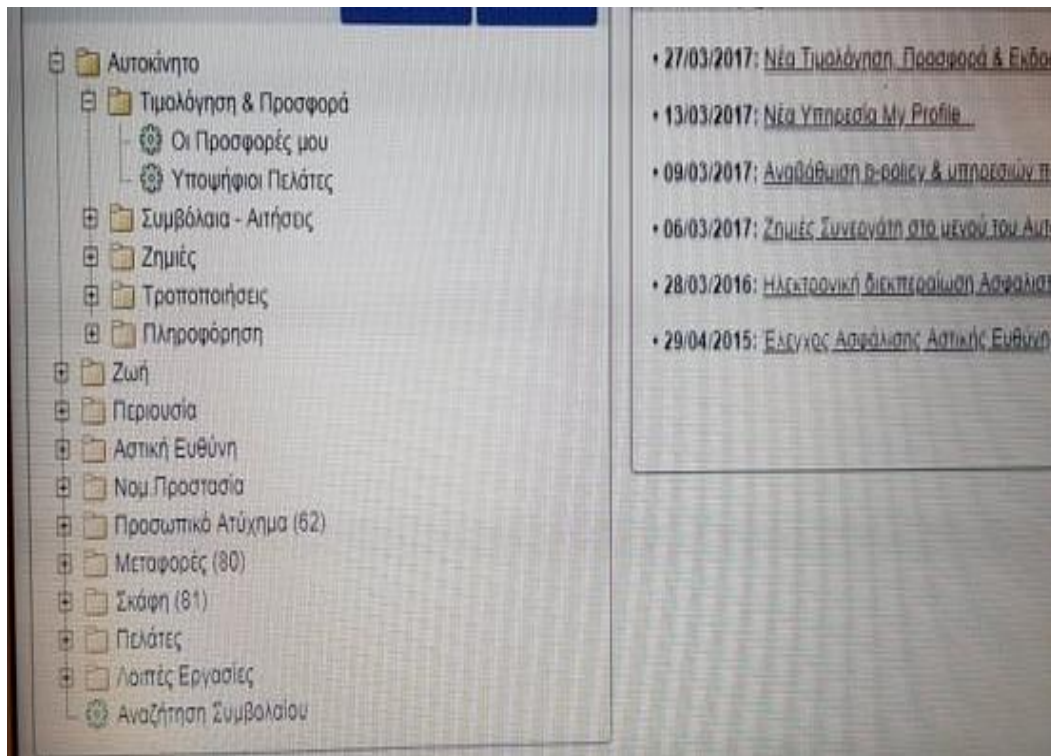 Αυτοκίνητο
Τιμολόγηση & Προσφορά
Οι Προσφορές μου
Υποψήφιοι Πελάτες
Συμβόλαια - Αιτήσεις
Ζημιές
Τροποποιήσεις
Πληροφόρηση
Ζωή
Περιουσία
Αστική Ευθύνη
Νομ.Προστασία
Προσωπικό Ατύχημα (62)
Μεταφορές (80)
Σκάφη (81)
Πελάτες
Λοιπές Εργασίες
Αναζήτηση Συμβολαίου
• 27/03/2017: Νέα Τιμολόγηση, Προσφορά & Εκδο
• 13/03/2017: Νέα Υπηρεσία My Profile...
• 09/03/2017: Αναβάθμιση p-policy & υπηρεσιών π
• 06/03/2017: Ζημιές Συνεργάτη στο μενού του Αυτ
• 28/03/2016: Ηλεκτρονική διεκπεραίωση Ασφαλιστ
• 29/04/2015: Έλεγχος Ασφάλισης Αστικής Ευθύνη